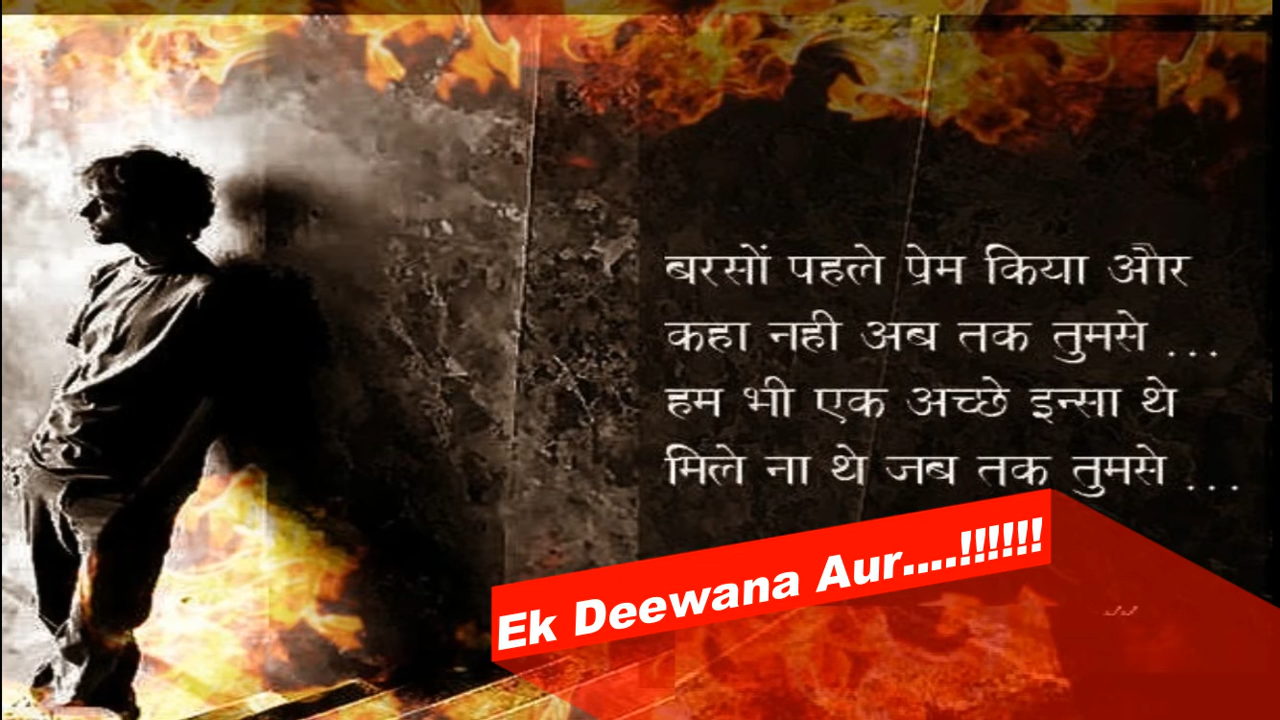 बरसों पहले प्रेम किया और
कहा नही अब तक तुमसे ...
हम भी एक अच्छे इन्सा थे
मिले ना थे जब तक तुमसे ...
Ek Deewana Aur....!!!!!!